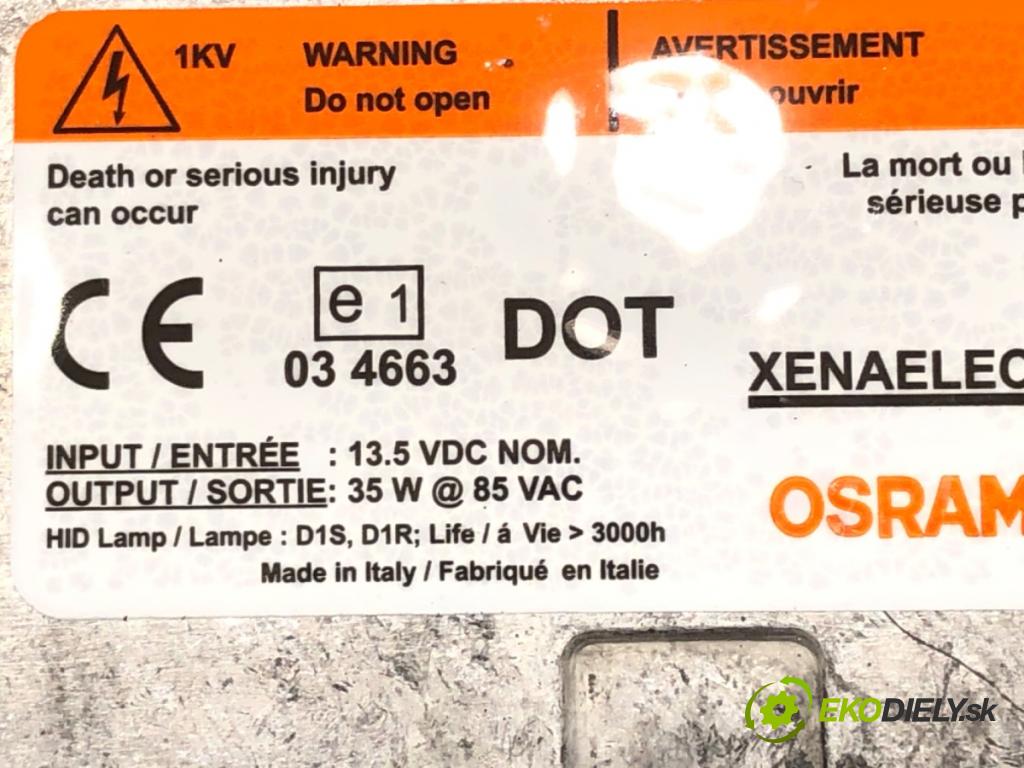 1KV WARNING AVERTISSEMENT
Do not open ouvrir
Death or serious injury
can occur
La mort ou
sérieuse
CE
e 1
03 4663
DOT
XENAELEC
INPUT / ENTRÉE : 13.5 VDC NOM.
OUTPUT / SORTIE: 35 W @ 85 VAC
OSRAM
HID Lamp / Lampe : D1S, D1R; Life / á Vie > 3000h
Made in Italy / Fabriqué en Italie
EKODIELY.sk